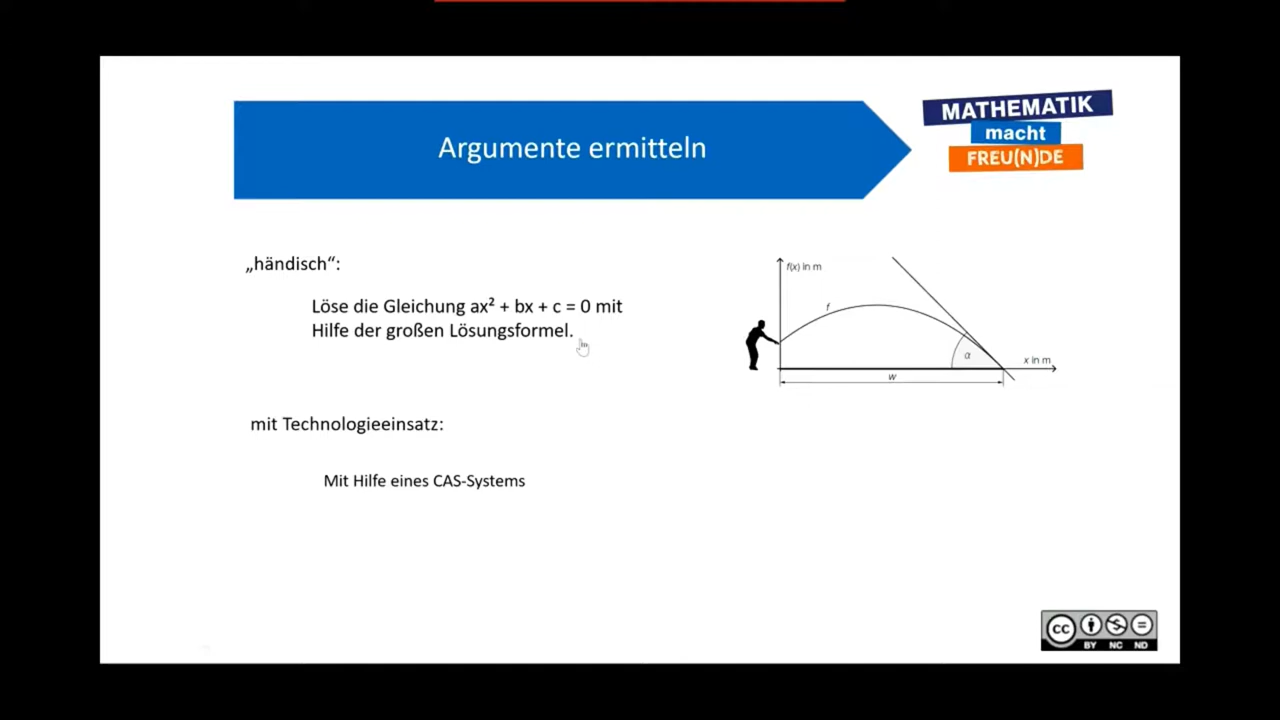 Argumente ermitteln
MATHEMATIK
macht
FREU(N)DE
„händisch“:
Löse die Gleichung ax² + bx + c = 0 mit
Hilfe der großen Lösungsformel.
f(x) in m
f
α
x in m
w
mit Technologieeinsatz:
Mit Hilfe eines CAS-Systems
cc
BY NC ND